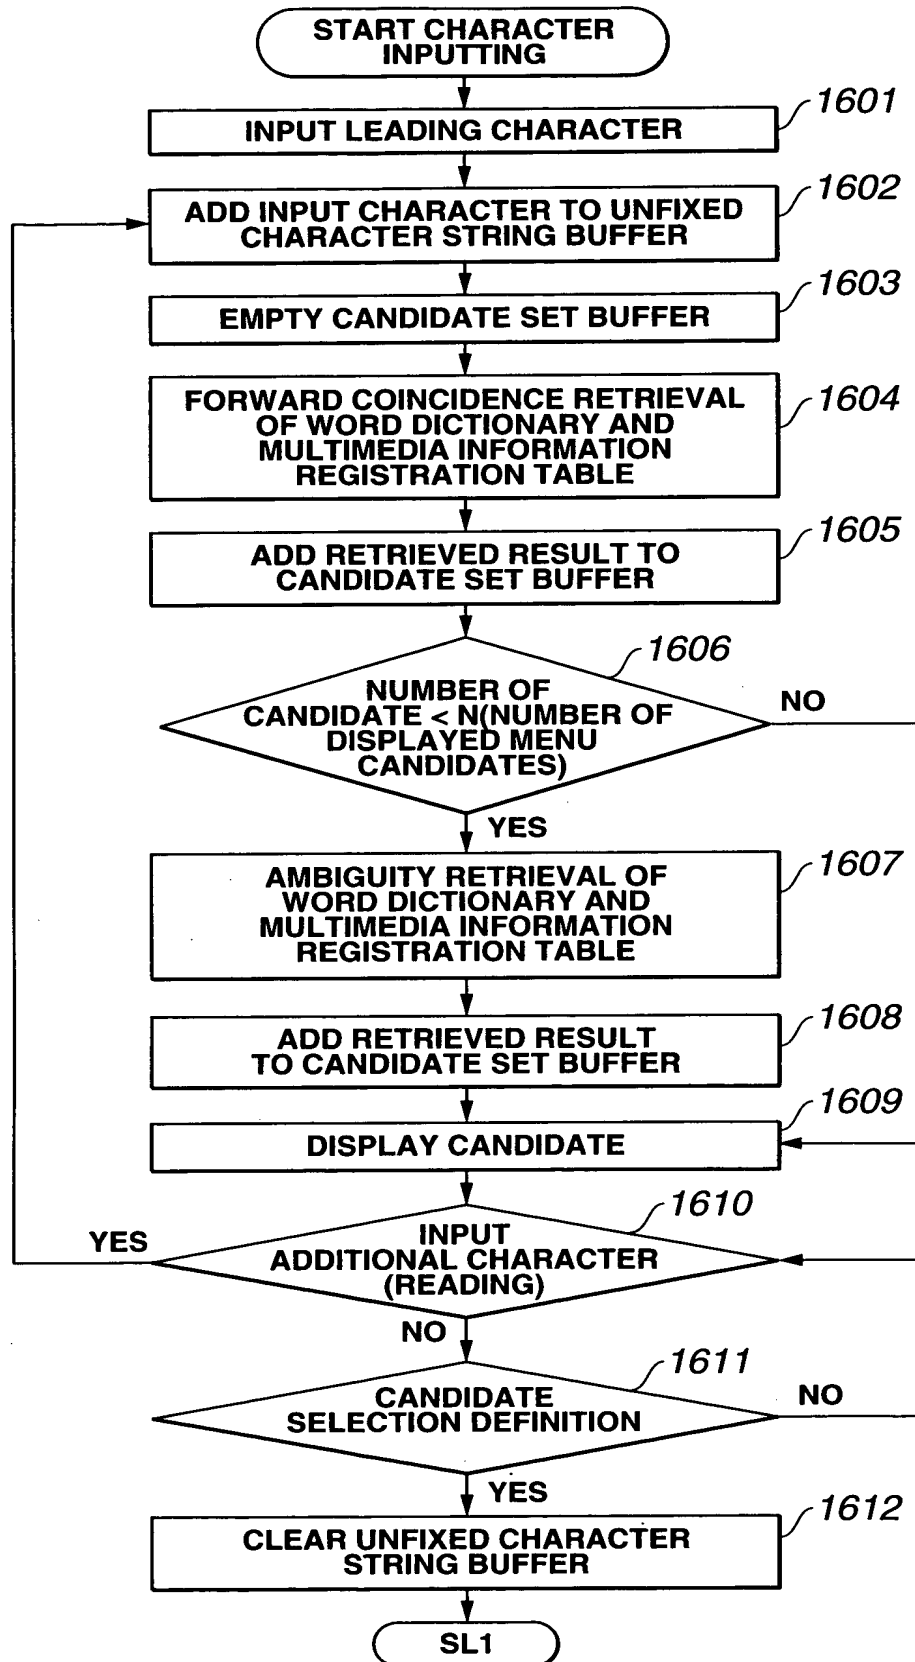 START CHARACTER
INPUTTING
1601
INPUT LEADING CHARACTER
1602
ADD INPUT CHARACTER TO UNFIXED
CHARACTER STRING BUFFER
1603
EMPTY CANDIDATE SET BUFFER
1604
FORWARD COINCIDENCE RETRIEVAL
OF WORD DICTIONARY AND
MULTIMEDIA INFORMATION
REGISTRATION TABLE
1605
ADD RETRIEVED RESULT TO
CANDIDATE SET BUFFER
1606
NUMBER OF
CANDIDATE < N(NUMBER OF
DISPLAYED MENU
CANDIDATES)
NO
YES
1607
AMBIGUITY RETRIEVAL OF
WORD DICTIONARY AND
MULTIMEDIA INFORMATION
REGISTRATION TABLE
1608
ADD RETRIEVED RESULT
TO CANDIDATE SET BUFFER
1609
DISPLAY CANDIDATE
1610
YES
INPUT
ADDITIONAL CHARACTER
(READING)
NO
1611
CANDIDATE
SELECTION DEFINITION
NO
YES
1612
CLEAR UNFIXED CHARACTER
STRING BUFFER
SL1